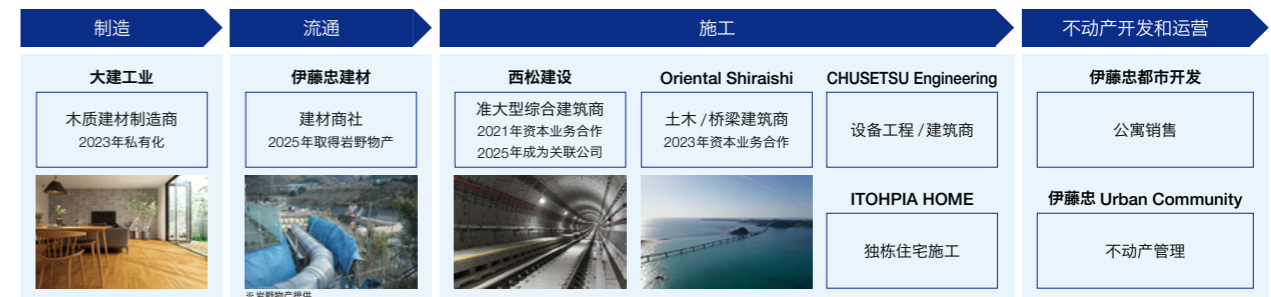 制造
流通
施工
不动产开发和运营
大建工业
木质建材制造商
2023年私有化
伊藤忠建材
建材商社
2025年取得岩野物产
※岩野物产提供
西松建设
准大型综合建筑商
2021年资本业务合作
2025年成为关联公司
Oriental Shiraishi
土木/桥梁建筑商
2023年资本业务合作
CHUSETSU Engineering
设备工程/建筑商
ITOHPIA HOME
独栋住宅施工
伊藤忠都市开发
公寓销售
伊藤忠 Urban Community
不动产管理